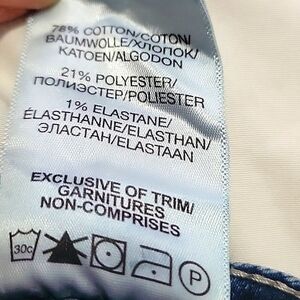 78% COTTON/COTON/
BAUMWOLLE/ХЛОПОК/
KATOEN/ALGODON
21% POLYESTER/
ПОЛИЭСТЕР/POLIESTER
1% ELASTANE/
ÉLASTHANNE/ELASTHAN/
ЭЛАСТАН/ELASTAAN
EXCLUSIVE OF TRIM/
GARNITURES
NON-COMPRISES
30c P